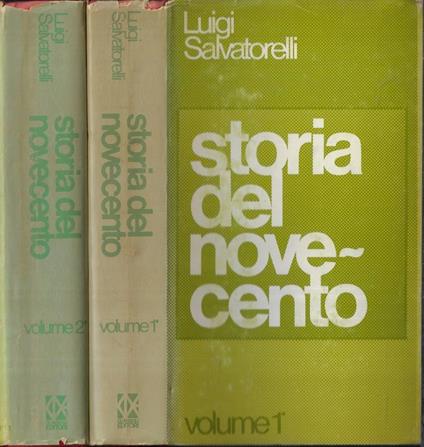 Luigi
Salvatorelli
storia del
novecento
volume 2°
Luigi
Salvatorelli
storia del
novecento
volume 1°
Luigi
Salvatorelli
storia
del
nove~
cento
volume 1°